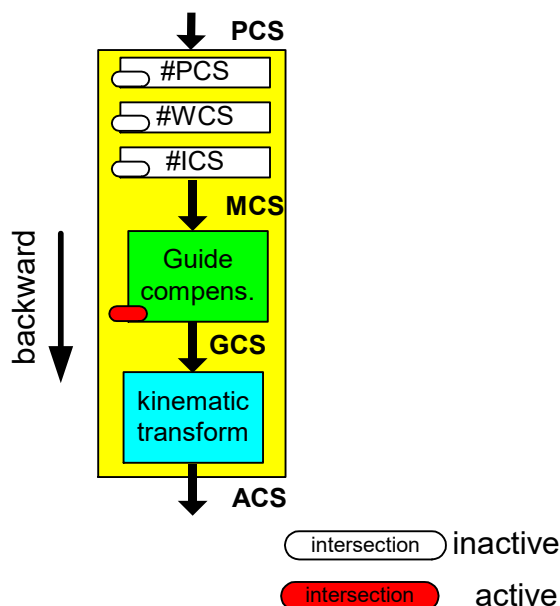 PCS
#PCS
#WCS
#ICS
MCS
backward
Guide
compens.
GCS
kinematic
transform
ACS
intersection inactive
intersection active